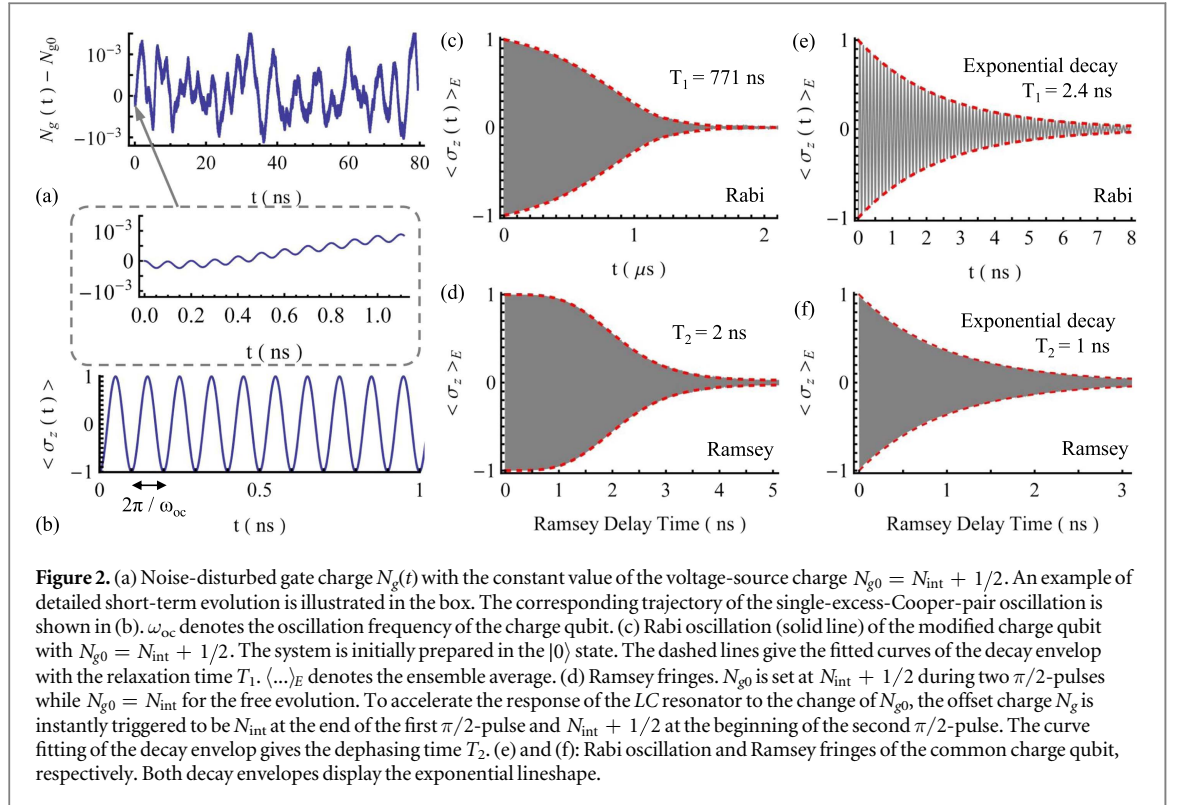 (c)
(e)
N_g (t) − N_g0
10⁻³
0
−10⁻³
0 20 40 60 80
t ( ns )
(a)
10⁻³
0
−10⁻³
0.0 0.2 0.4 0.6 0.8 1.0
t ( ns )
< σ_z ( t ) >
1
0
−1
0 0.5 1
2π / ω_oc
t ( ns )
(b)
< σ_z ( t ) >_E
1
0
−1
T₁ = 771 ns
Rabi
0 1 2
t ( μs )
< σ_z ( t ) >_E
1
0
−1
Exponential decay
T₁ = 2.4 ns
Rabi
0 1 2 3 4 5 6 7 8
t ( ns )
(d)
< σ_z >_E
1
0
−1
T₂ = 2 ns
Ramsey
0 1 2 3 4 5
Ramsey Delay Time ( ns )
(f)
< σ_z >_E
1
0
−1
Exponential decay
T₂ = 1 ns
Ramsey
0 1 2 3
Ramsey Delay Time ( ns )
Figure 2. (a) Noise-disturbed gate charge N_g(t) with the constant value of the voltage-source charge N_g0 = N_int + 1/2. An example of
detailed short-term evolution is illustrated in the box. The corresponding trajectory of the single-excess-Cooper-pair oscillation is
shown in (b). ω_oc denotes the oscillation frequency of the charge qubit. (c) Rabi oscillation (solid line) of the modified charge qubit
with N_g0 = N_int + 1/2. The system is initially prepared in the |0⟩ state. The dashed lines give the fitted curves of the decay envelop
with the relaxation time T₁. ⟨...⟩_E denotes the ensemble average. (d) Ramsey fringes. N_g0 is set at N_int + 1/2 during two π/2-pulses
while N_g0 = N_int for the free evolution. To accelerate the response of the LC resonator to the change of N_g0, the offset charge N_g is
instantly triggered to be N_int at the end of the first π/2-pulse and N_int + 1/2 at the beginning of the second π/2-pulse. The curve
fitting of the decay envelop gives the dephasing time T₂. (e) and (f): Rabi oscillation and Ramsey fringes of the common charge qubit,
respectively. Both decay envelopes display the exponential lineshape.